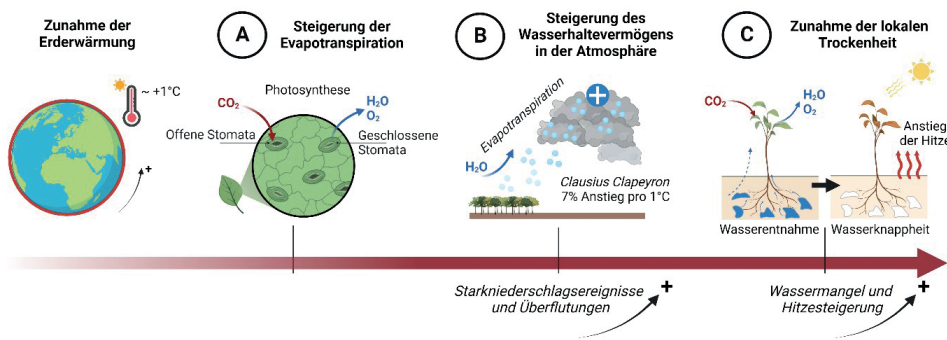 Zunahme der
Erderwärmung
~ +1°C
+
A
Steigerung der
Evapotranspiration
Photosynthese
CO2
H2O
O2
Offene Stomata
Geschlossene
Stomata
B
Steigerung des
Wasserhaltevermögens
in der Atmosphäre
Evapotranspiration
+
H2O
Clausius Clapeyron
7% Anstieg pro 1°C
C
Zunahme der lokalen
Trockenheit
CO2
H2O
O2
Anstieg
der Hitze
Wasserentnahme
Wasserknappheit
Starkniederschlagsereignisse
und Überflutungen
+
Wassermangel und
Hitzesteigerung
+